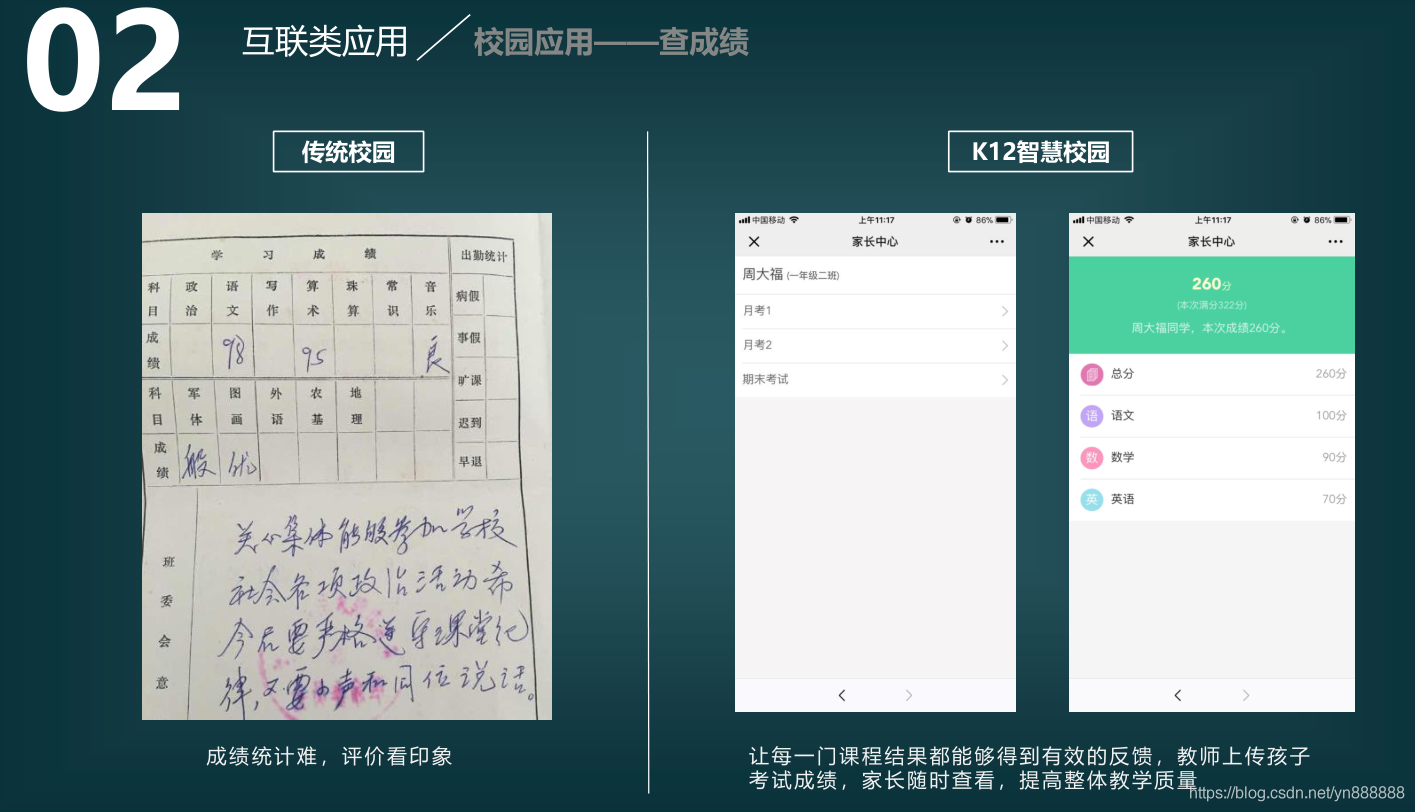 02
互联类应用
校园应用——查成绩
传统校园
学习成绩
出勤统计
科目 政治 语文 写作 算术 珠算 常识 音乐
病假
成绩 98 95 良
事假
旷课
科目 军体 图画 外语 农基 地理
迟到
成绩 般 优
早退
班委会意
关心集体能够参加学校
社会各项政治活动希
今后要严格遵守课堂纪
律,又要小声和同位说话。
成绩统计难，评价看印象
K12智慧校园
中国移动 上午11:17 86%
家长中心
周大福 (一年级二班)
月考1
月考2
期末考试
中国移动 上午11:17 86%
家长中心
260分
(本次满分322分)
周大福同学，本次成绩260分。
总分 260分
语 语文 100分
数 数学 90分
英 英语 70分
让每一门课程结果都能够得到有效的反馈，教师上传孩子
考试成绩，家长随时查看，提高整体教学质量
https://blog.csdn.net/yn888888